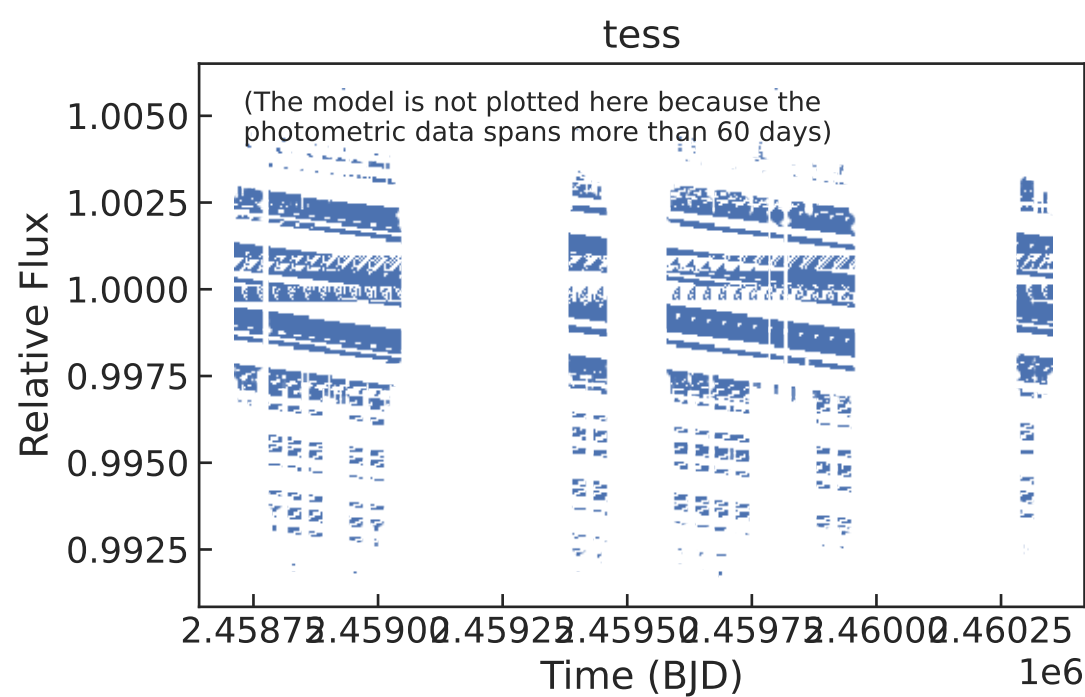 tess
(The model is not plotted here because the
photometric data spans more than 60 days)
Relative Flux
1.0050
1.0025
1.0000
0.9975
0.9950
0.9925
2.45875 2.45900 2.45925 2.45950 2.45975 2.46000 2.46025
Time (BJD)
1e6